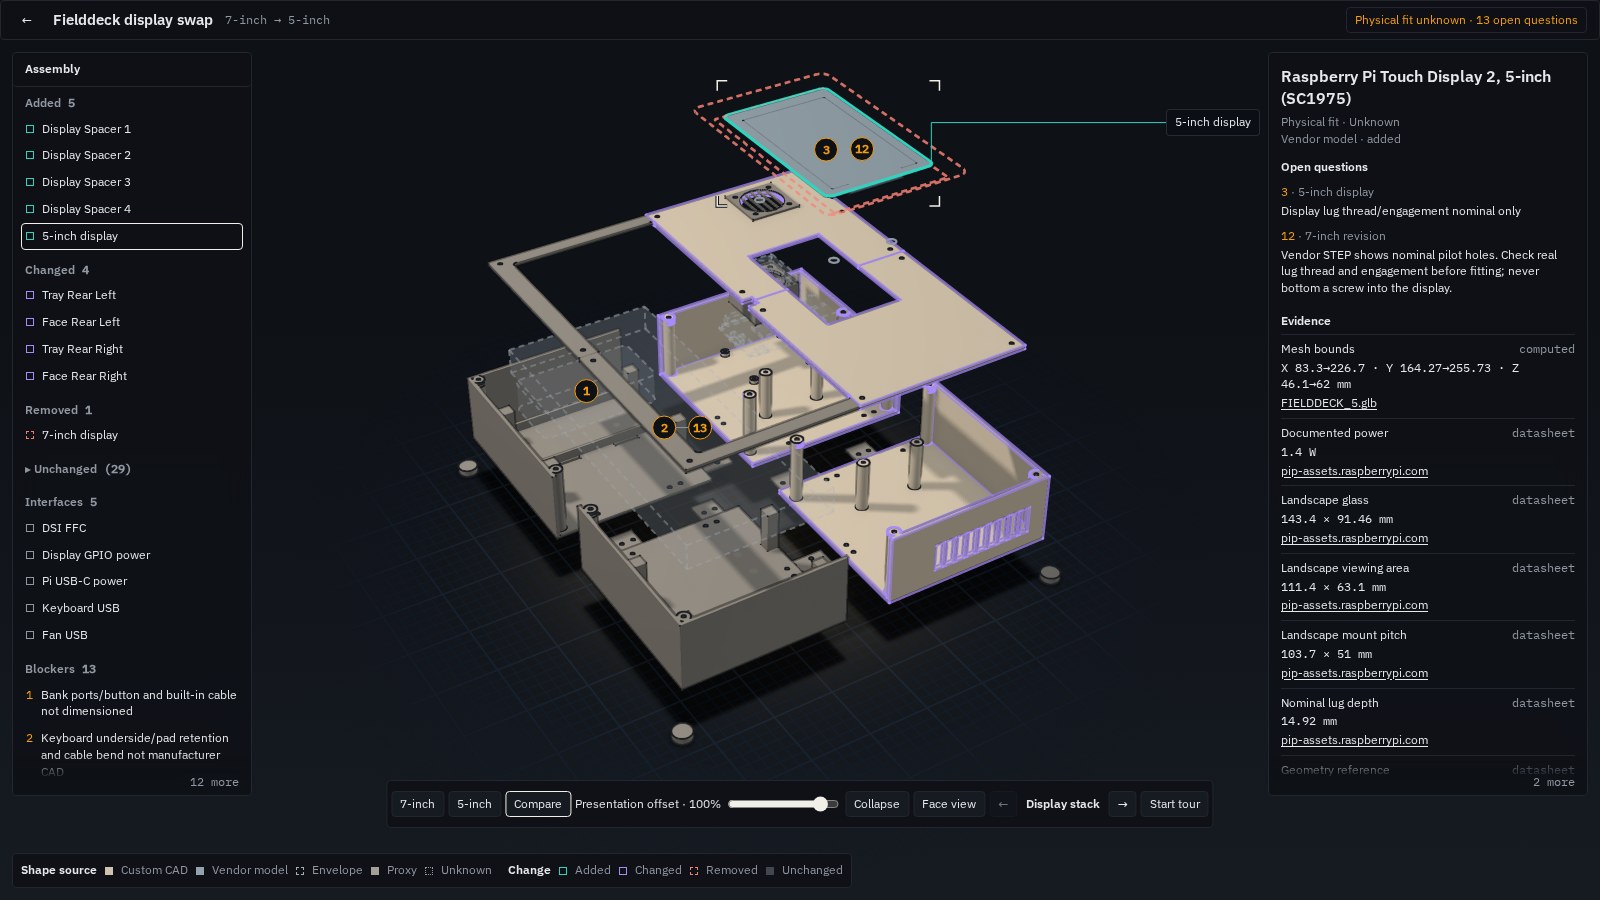 ← Fielddeck display swap 7-inch → 5-inch
Physical fit unknown · 13 open questions
Assembly
Added 5
Display Spacer 1
Display Spacer 2
Display Spacer 3
Display Spacer 4
5-inch display
Changed 4
Tray Rear Left
Face Rear Left
Tray Rear Right
Face Rear Right
Removed 1
7-inch display
▸ Unchanged (29)
Interfaces 5
DSI FFC
Display GPIO power
Pi USB-C power
Keyboard USB
Fan USB
Blockers 13
1 Bank ports/button and built-in cable
not dimensioned
2 Keyboard underside/pad retention
and cable bend not manufacturer
CAD
12 more
3 12
5-inch display
1
2 13
Raspberry Pi Touch Display 2, 5-inch
(SC1975)
Physical fit · Unknown
Vendor model · added
Open questions
3 · 5-inch display
Display lug thread/engagement nominal only
12 · 7-inch revision
Vendor STEP shows nominal pilot holes. Check real
lug thread and engagement before fitting; never
bottom a screw into the display.
Evidence
Mesh bounds computed
X 83.3→226.7 · Y 164.27→255.73 · Z
46.1→62 mm
FIELDDECK_5.glb
Documented power datasheet
1.4 W
pip-assets.raspberrypi.com
Landscape glass datasheet
143.4 × 91.46 mm
pip-assets.raspberrypi.com
Landscape viewing area datasheet
111.4 × 63.1 mm
pip-assets.raspberrypi.com
Landscape mount pitch datasheet
103.7 × 51 mm
pip-assets.raspberrypi.com
Nominal lug depth datasheet
14.92 mm
pip-assets.raspberrypi.com
Geometry reference datasheet
2 more
7-inch 5-inch Compare Presentation offset · 100% Collapse Face view ← Display stack → Start tour
Shape source Custom CAD Vendor model Envelope Proxy Unknown Change Added Changed Removed Unchanged